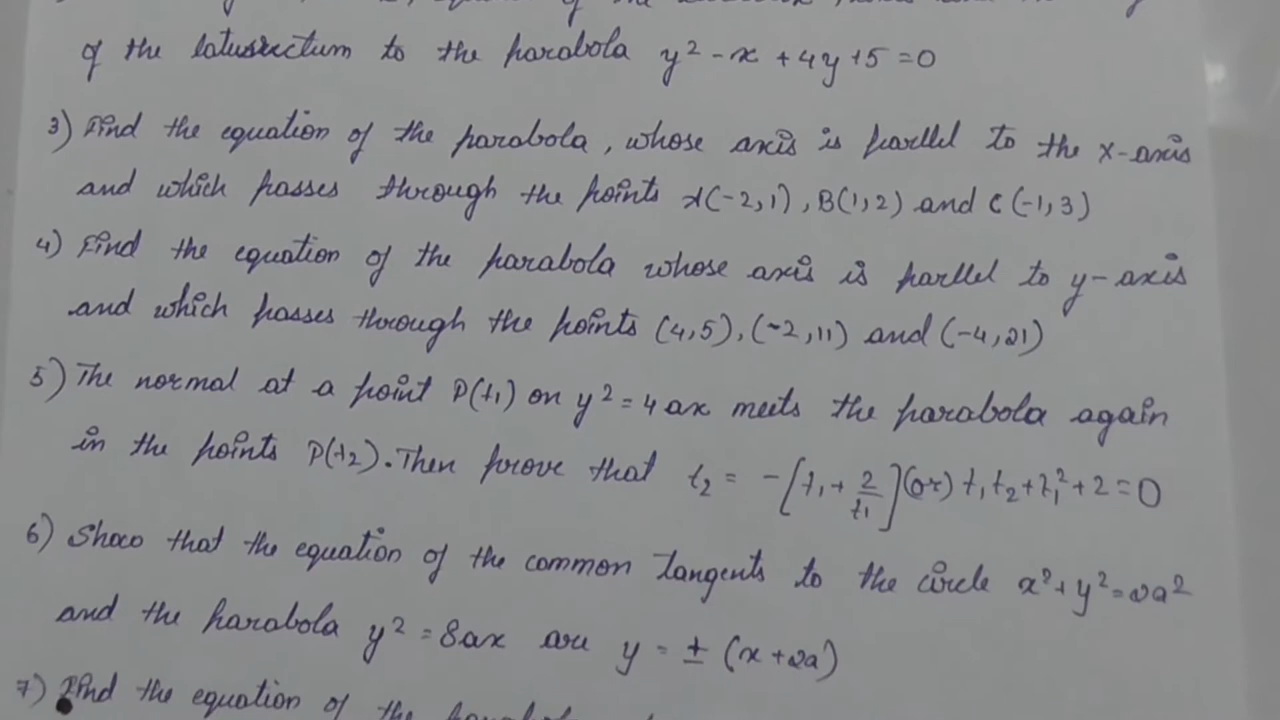 of the latusrectum to the parabola y² - x + 4y + 5 = 0
3) Find the equation of the parabola, whose axis is parllel to the x-axis
and which passes through the points A(-2,1), B(1,2) and C(-1,3)
4) Find the equation of the parabola whose axis is parllel to y-axis
and which passes through the points (4,5), (-2,11) and (-4,21)
5) The normal at a point P(t₁) on y² = 4ax meets the parabola again
in the points P(t₂). Then prove that t₂ = -[t₁ + 2/t₁] (or) t₁t₂ + t₁² + 2 = 0
6) Show that the equation of the common Tangents to the circle x² + y² = 2a²
and the parabola y² = 8ax are y = ± (x + 2a)
7) Find the equation of the